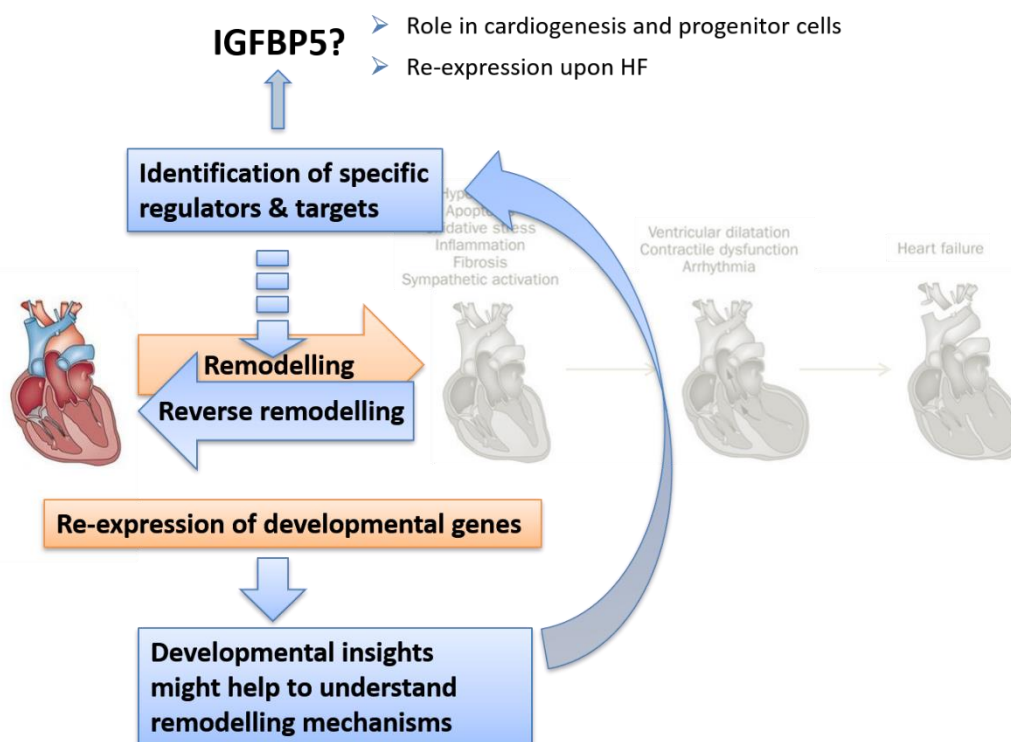 IGFBP5?
Role in cardiogenesis and progenitor cells
Re-expression upon HF
Identification of specific
regulators & targets
Inflammation
Fibrosis
Sympathetic activation
Ventricular dilatation
Contractile dysfunction
Arrhythmia
Heart failure
Remodelling
Reverse remodelling
Re-expression of developmental genes
Developmental insights
might help to understand
remodelling mechanisms